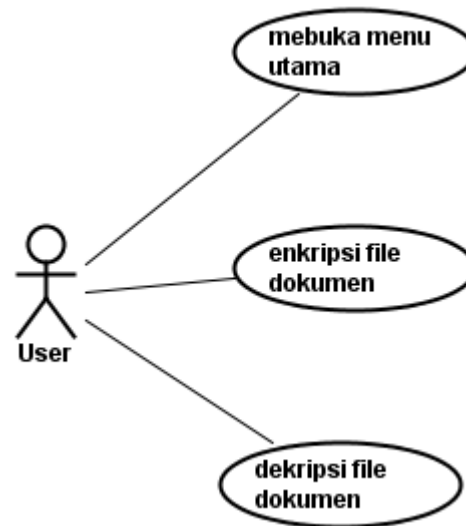 mebuka menu
utama
enkripsi file
dokumen
User
dekripsi file
dokumen